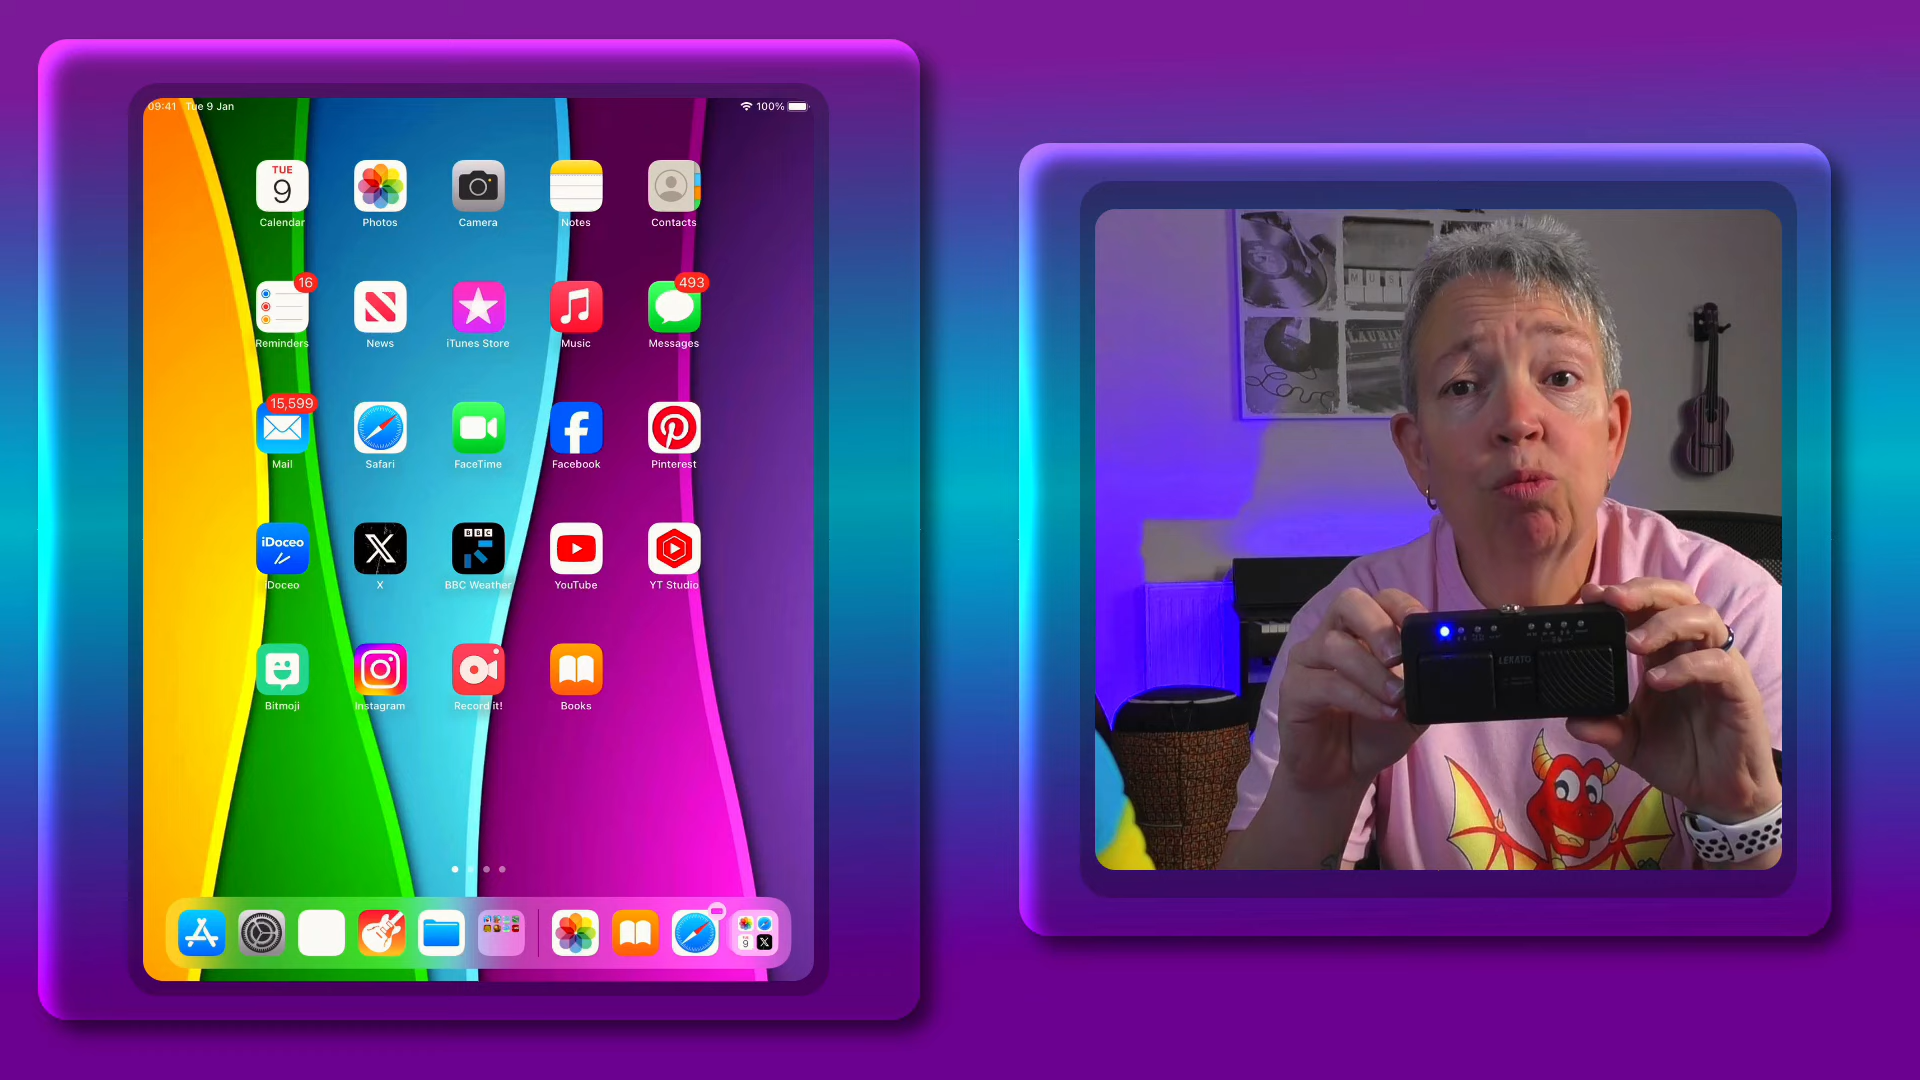 09:41 Tue 9 Jan
100%
TUE
9
Calendar
Photos
Camera
Notes
Contacts
16
493
Reminders
News
iTunes Store
Music
Messages
15,599
Mail
Safari
FaceTime
Facebook
Pinterest
iDoceo
BBC
iDoceo
X
BBC Weather
YouTube
YT Studio
Bitmoji
Instagram
Record it!
Books
9
LEKATO